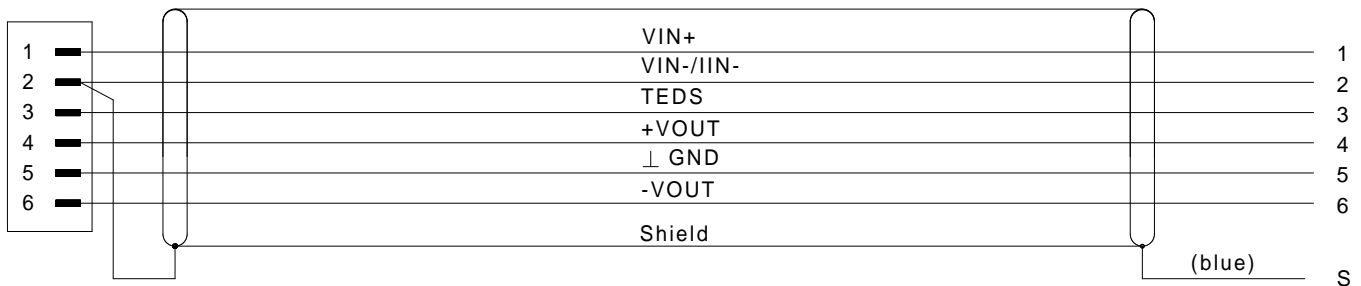 VIN+
1 1
VIN-/IIN-
2 2
TEDS
3 3
+VOUT
4 4
⊥ GND
5 5
-VOUT
6 6
Shield
(blue)
S